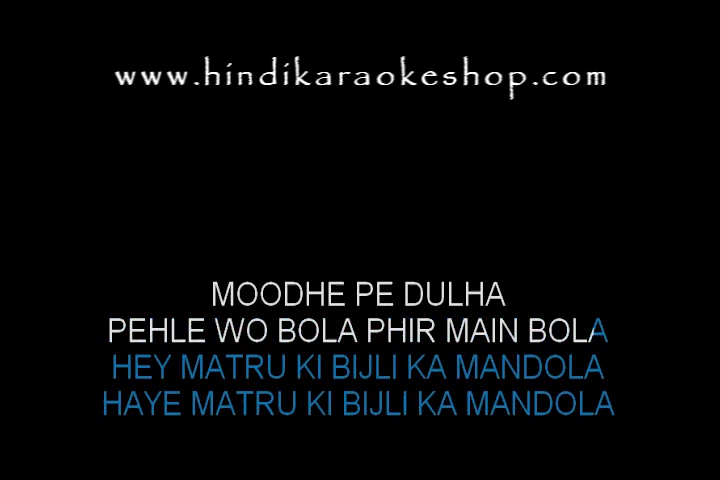 www.hindikaraokeshop.com
MOODHE PE DULHA
PEHLE WO BOLA PHIR MAIN BOLA
HEY MATRU KI BIJLI KA MANDOLA
HAYE MATRU KI BIJLI KA MANDOLA